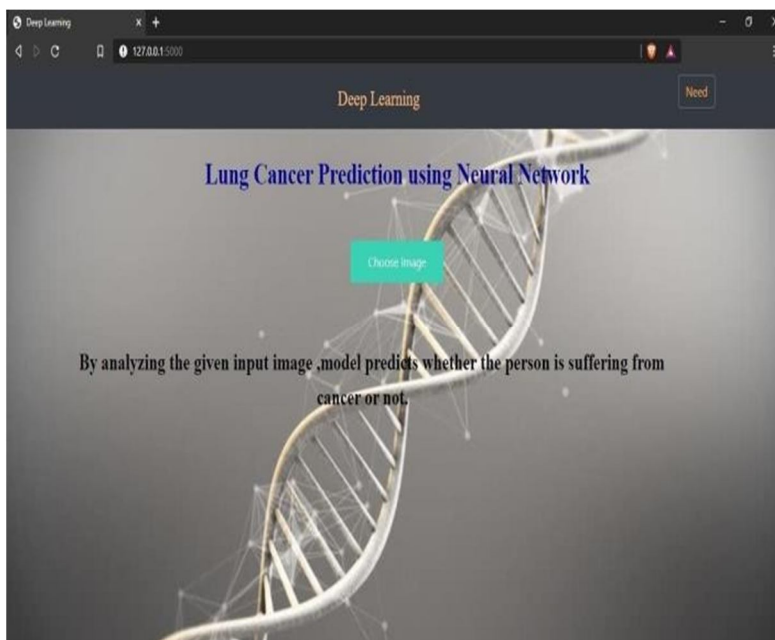 Deep Learning
127.0.0.1:5000
Deep Learning
Need
Lung Cancer Prediction using Neural Network
Choose Image
By analyzing the given input image ,model predicts whether the person is suffering from
cancer or not.